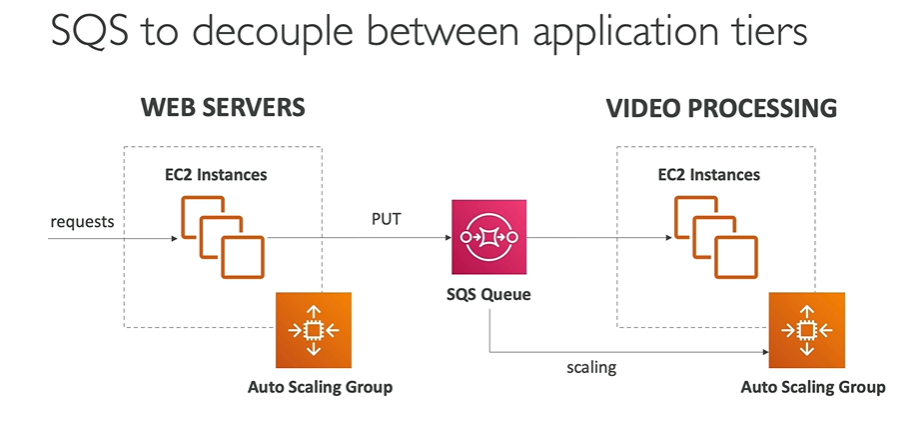 SQS to decouple between application tiers
WEB SERVERS
VIDEO PROCESSING
EC2 Instances
EC2 Instances
requests
PUT
SQS Queue
scaling
Auto Scaling Group
Auto Scaling Group